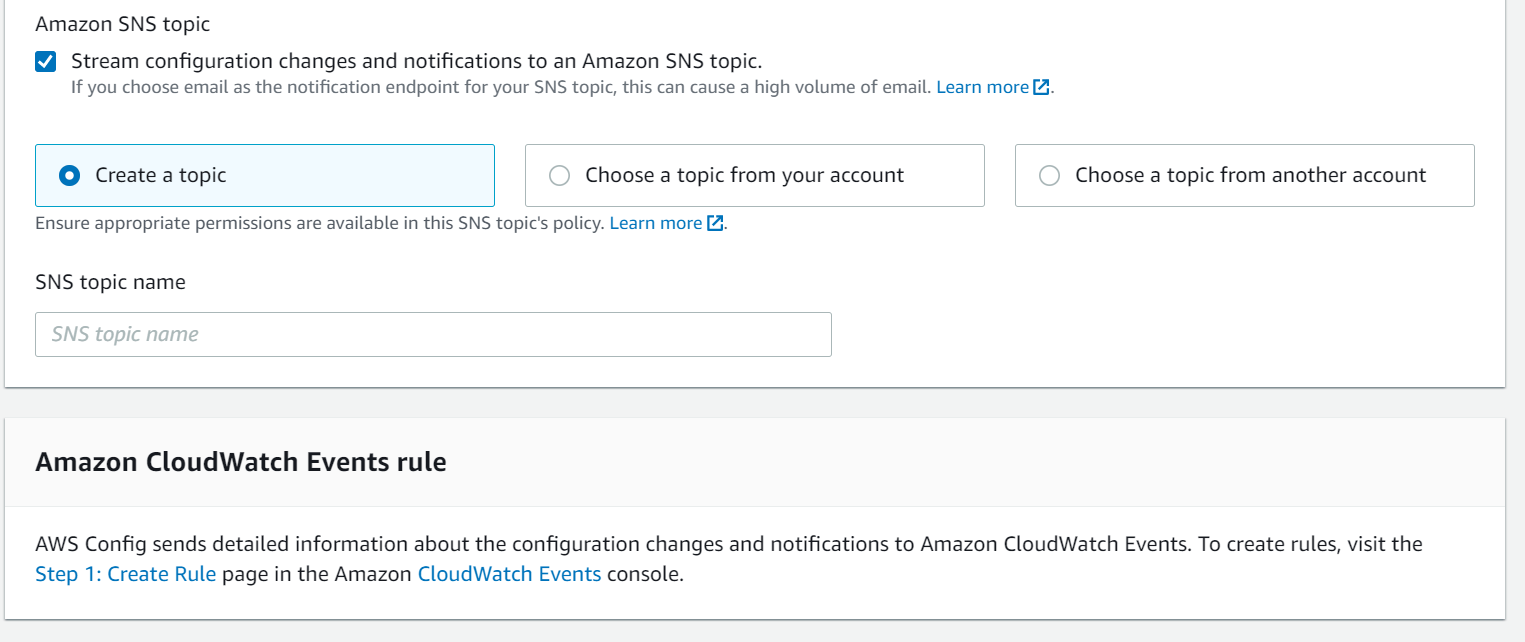 Amazon SNS topic
Stream configuration changes and notifications to an Amazon SNS topic.
If you choose email as the notification endpoint for your SNS topic, this can cause a high volume of email. Learn more.
Create a topic
Choose a topic from your account
Choose a topic from another account
Ensure appropriate permissions are available in this SNS topic's policy. Learn more.
SNS topic name
SNS topic name
Amazon CloudWatch Events rule
AWS Config sends detailed information about the configuration changes and notifications to Amazon CloudWatch Events. To create rules, visit the
Step 1: Create Rule page in the Amazon CloudWatch Events console.